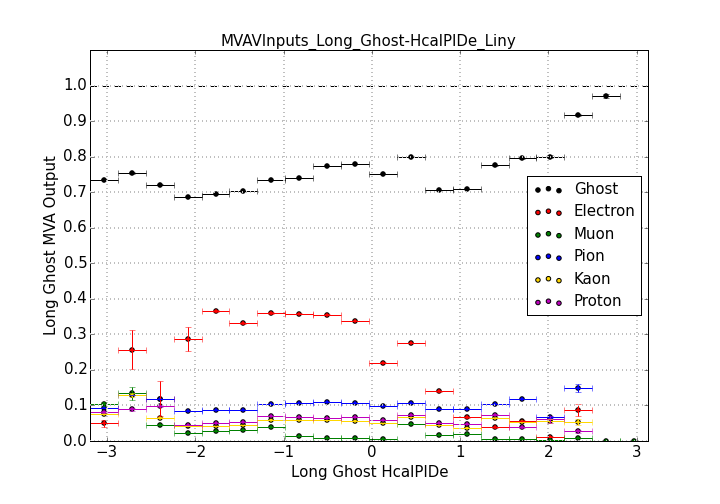 MVAVInputs_Long_Ghost-HcalPIDe_Liny
Long Ghost MVA Output
1.0
0.9
0.8
0.7
0.6
0.5
0.4
0.3
0.2
0.1
0.0
Ghost
Electron
Muon
Pion
Kaon
Proton
−3 −2 −1 0 1 2 3
Long Ghost HcalPIDe